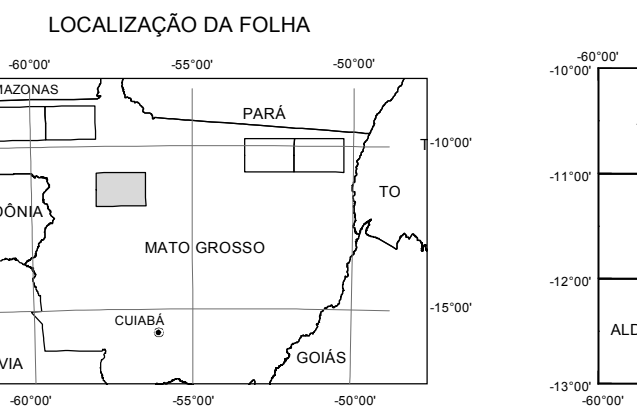 LOCALIZAÇÃO DA FOLHA
-60°00' -55°00' -50°00'
MAZONAS
PARÁ
T -10°00'
TO
DÔNIA
MATO GROSSO
-15°00'
CUIABÁ
GOIÁS
VIA
-60°00' -55°00' -50°00'
-60°00'
-10°00'
-11°00'
-12°00'
ALD
-13°00'
-60°00'